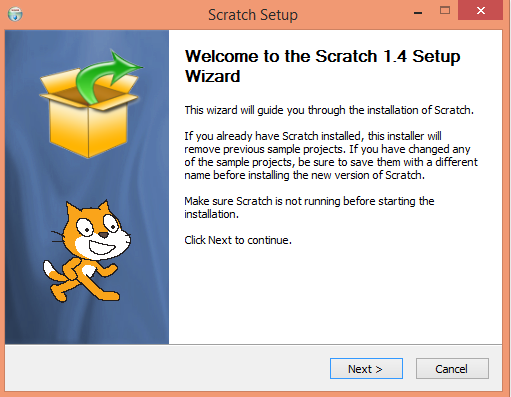 Scratch Setup
Welcome to the Scratch 1.4 Setup
Wizard
This wizard will guide you through the installation of Scratch.
If you already have Scratch installed, this installer will
remove previous sample projects. If you have changed any
of the sample projects, be sure to save them with a different
name before installing the new version of Scratch.
Make sure Scratch is not running before starting the
installation.
Click Next to continue.
Next >
Cancel